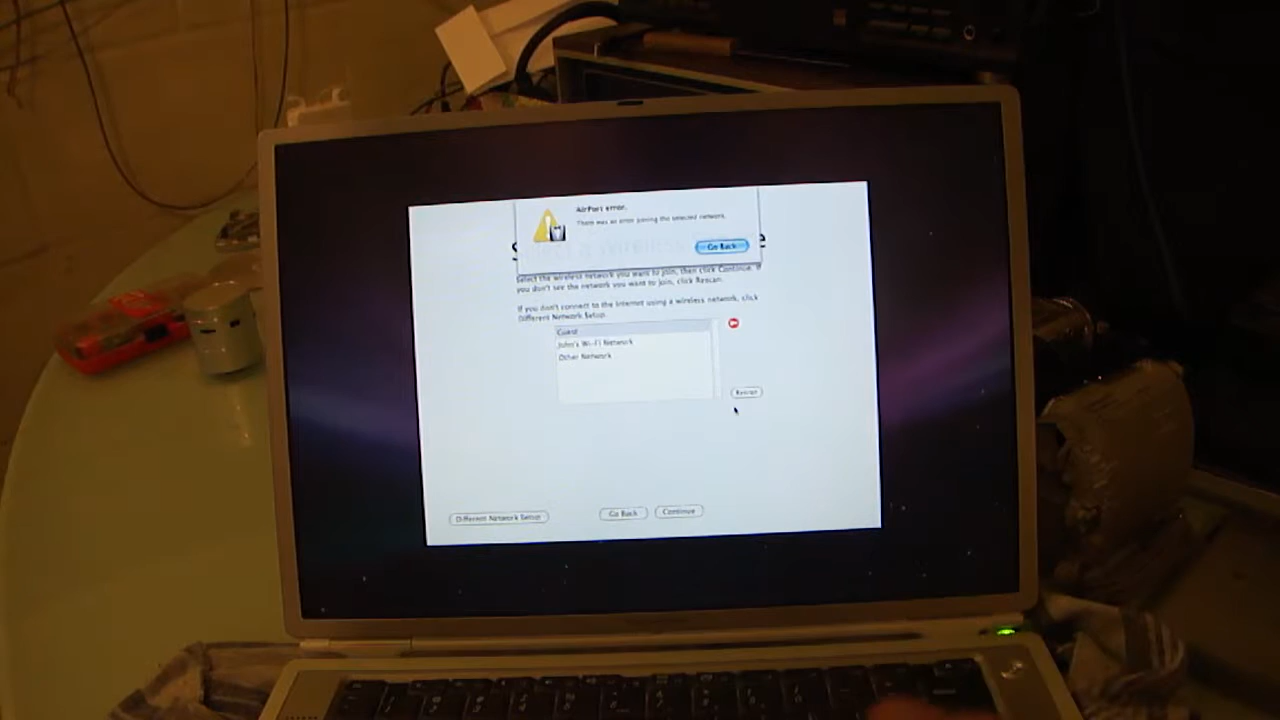 AirPort error.
There was an error joining the selected network.
Go Back
Select the wireless network you want to join, then click Continue. If
you don't see the network you want to join, click Rescan.
If you don't connect to the Internet using a wireless network, click
Different Network Setup.
Guest
John's Wi-Fi Network
Other Network
Rescan
Different Network Setup
Go Back
Continue